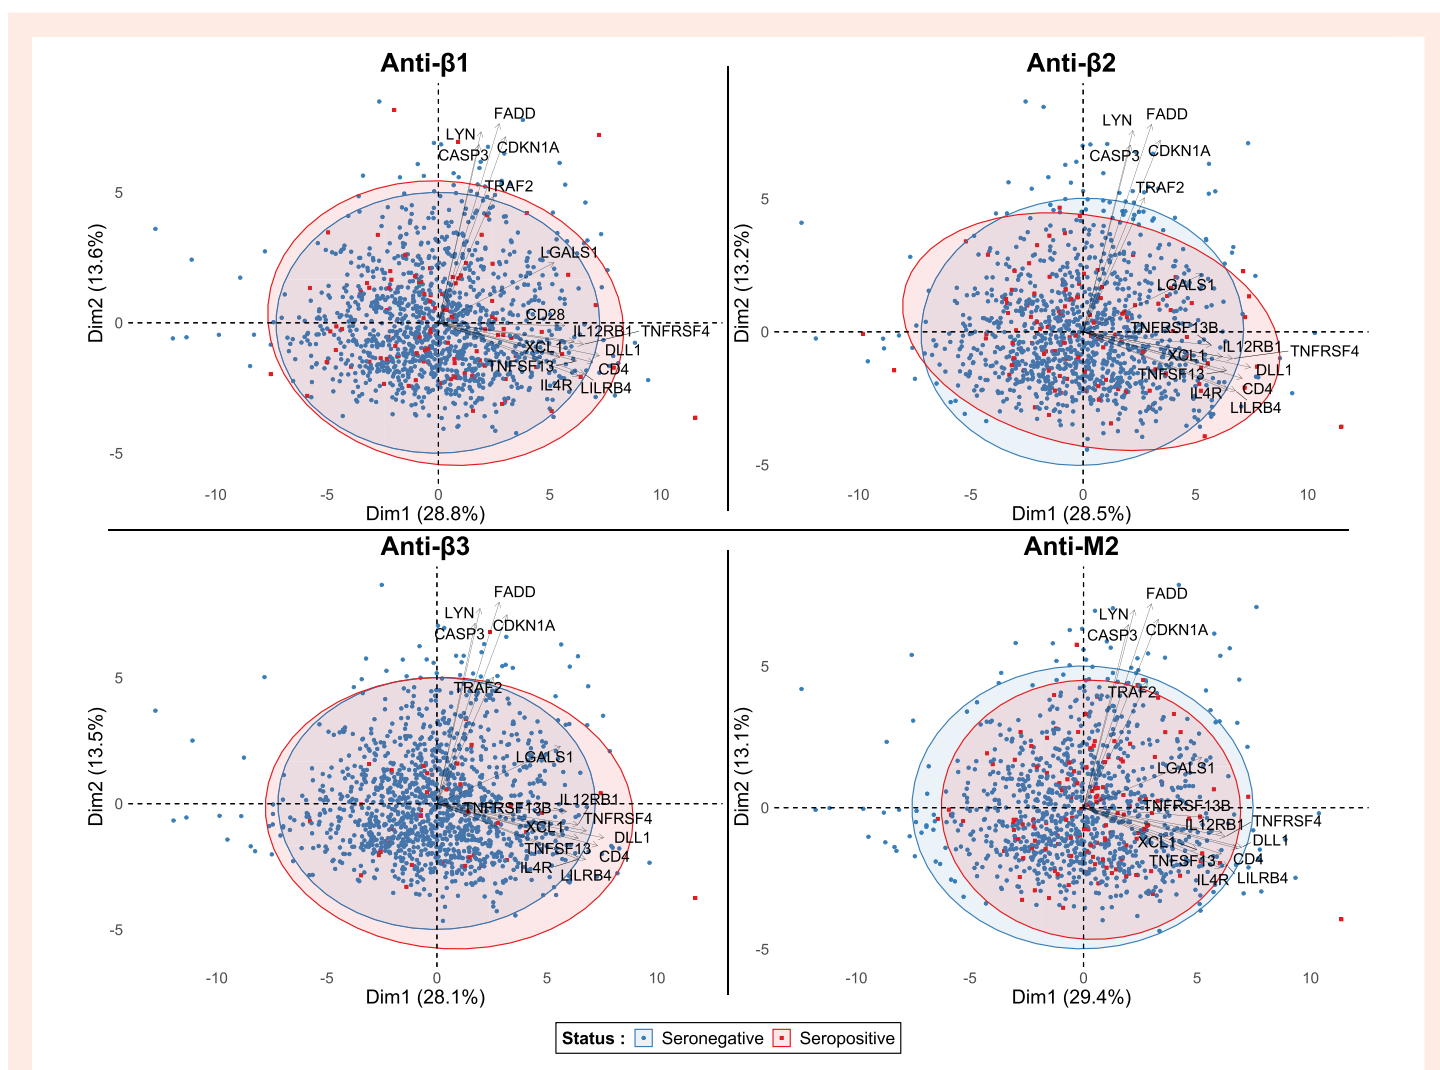 Anti-β1
FADD
LYN
CASP3
CDKN1A
TRAF2
LGALS1
CD28
IL12RB1
TNFRSF4
XCL1
DLL1
TNFSF13
CD4
IL4R
LILRB4
5
0
-5
Dim2 (13.6%)
-10
-5
0
5
10
Dim1 (28.8%)
Anti-β2
FADD
LYN
CASP3
CDKN1A
TRAF2
LGALS1
TNFRSF13B
IL12RB1
TNFRSF4
XCL1
DLL1
TNFSF13
CD4
IL4R
LILRB4
5
0
-5
Dim2 (13.2%)
-10
-5
0
5
10
Dim1 (28.5%)
Anti-β3
FADD
LYN
CASP3
CDKN1A
TRAF2
LGALS1
IL12RB1
TNFRSF13B
TNFRSF4
XCL1
DLL1
TNFSF13
CD4
IL4R
LILRB4
5
0
-5
Dim2 (13.5%)
-10
-5
0
5
10
Dim1 (28.1%)
Anti-M2
FADD
LYN
CASP3
CDKN1A
TRAF2
LGALS1
TNFRSF13B
IL12RB1
TNFRSF4
XCL1
DLL1
TNFSF13
CD4
IL4R
LILRB4
5
0
-5
Dim2 (13.1%)
-10
-5
0
5
10
Dim1 (29.4%)
Status : Seronegative Seropositive